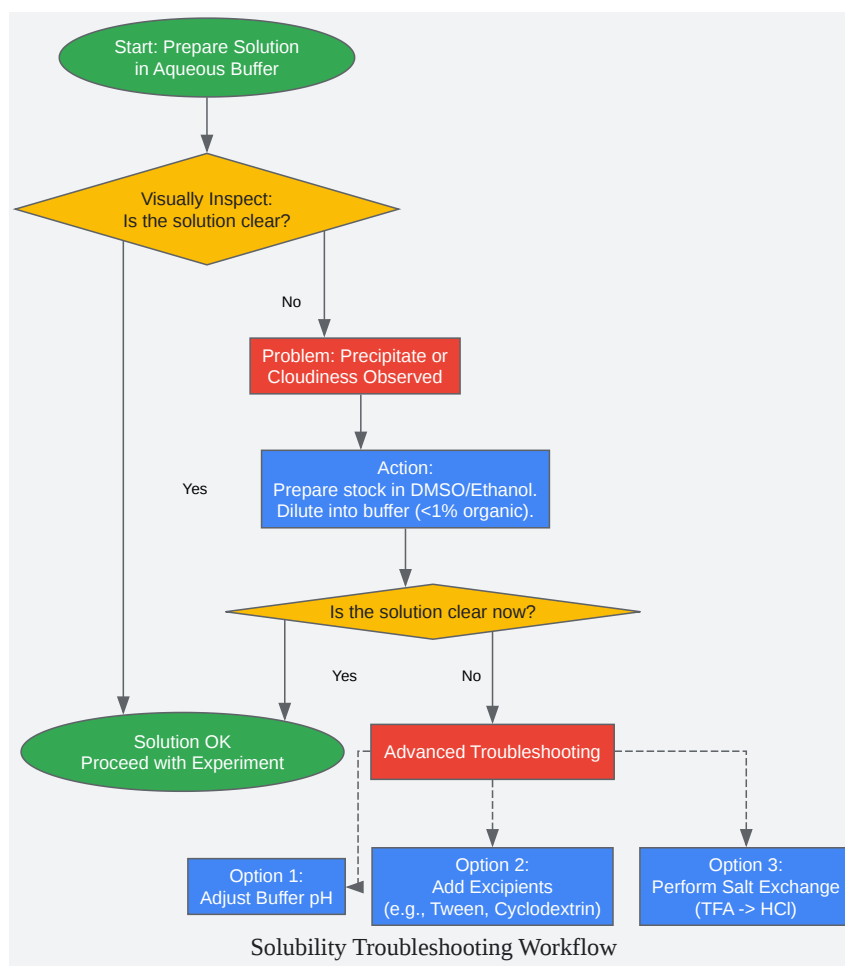 Start: Prepare Solution
in Aqueous Buffer
Visually Inspect:
Is the solution clear?
No
Problem: Precipitate or
Cloudiness Observed
Action:
Prepare stock in DMSO/Ethanol.
Dilute into buffer (<1% organic).
Yes
Is the solution clear now?
Yes
No
Solution OK
Proceed with Experiment
Advanced Troubleshooting
Option 1:
Adjust Buffer pH
Option 2:
Add Excipients
(e.g., Tween, Cyclodextrin)
Option 3:
Perform Salt Exchange
(TFA -> HCl)
Solubility Troubleshooting Workflow